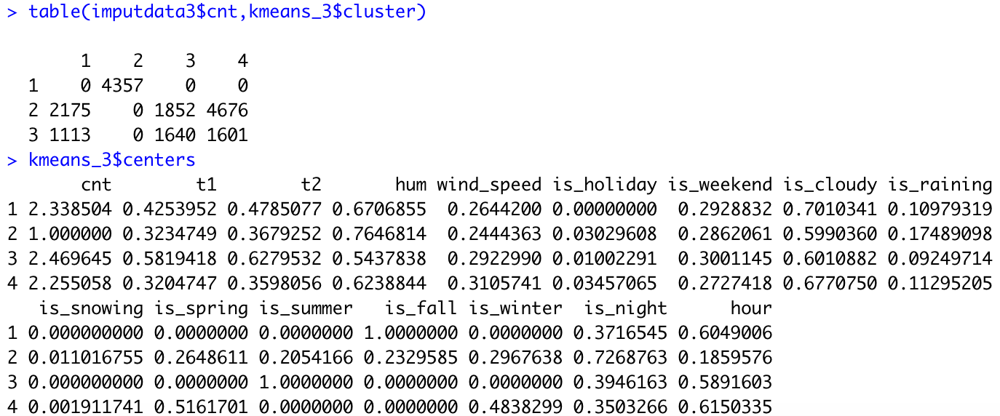 > table(imputdata3$cnt,kmeans_3$cluster)
1 2 3 4
1 0 4357 0 0
2 2175 0 1852 4676
3 1113 0 1640 1601
> kmeans_3$centers
cnt t1 t2 hum wind_speed is_holiday is_weekend is_cloudy is_raining
1 2.338504 0.4253952 0.4785077 0.6706855 0.2644200 0.00000000 0.2928832 0.7010341 0.10979319
2 1.000000 0.3234749 0.3679252 0.7646814 0.2444363 0.03029608 0.2862061 0.5990360 0.17489098
3 2.469645 0.5819418 0.6279532 0.5437838 0.2922990 0.01002291 0.3001145 0.6010882 0.09249714
4 2.255058 0.3204747 0.3598056 0.6238844 0.3105741 0.03457065 0.2727418 0.6770750 0.11295205
is_snowing is_spring is_summer is_fall is_winter is_night hour
1 0.000000000 0.0000000 0.0000000 1.0000000 0.0000000 0.3716545 0.6049006
2 0.011016755 0.2648611 0.2054166 0.2329585 0.2967638 0.7268763 0.1859576
3 0.000000000 0.0000000 1.0000000 0.0000000 0.0000000 0.3946163 0.5891603
4 0.001911741 0.5161701 0.0000000 0.0000000 0.4838299 0.3503266 0.6150335